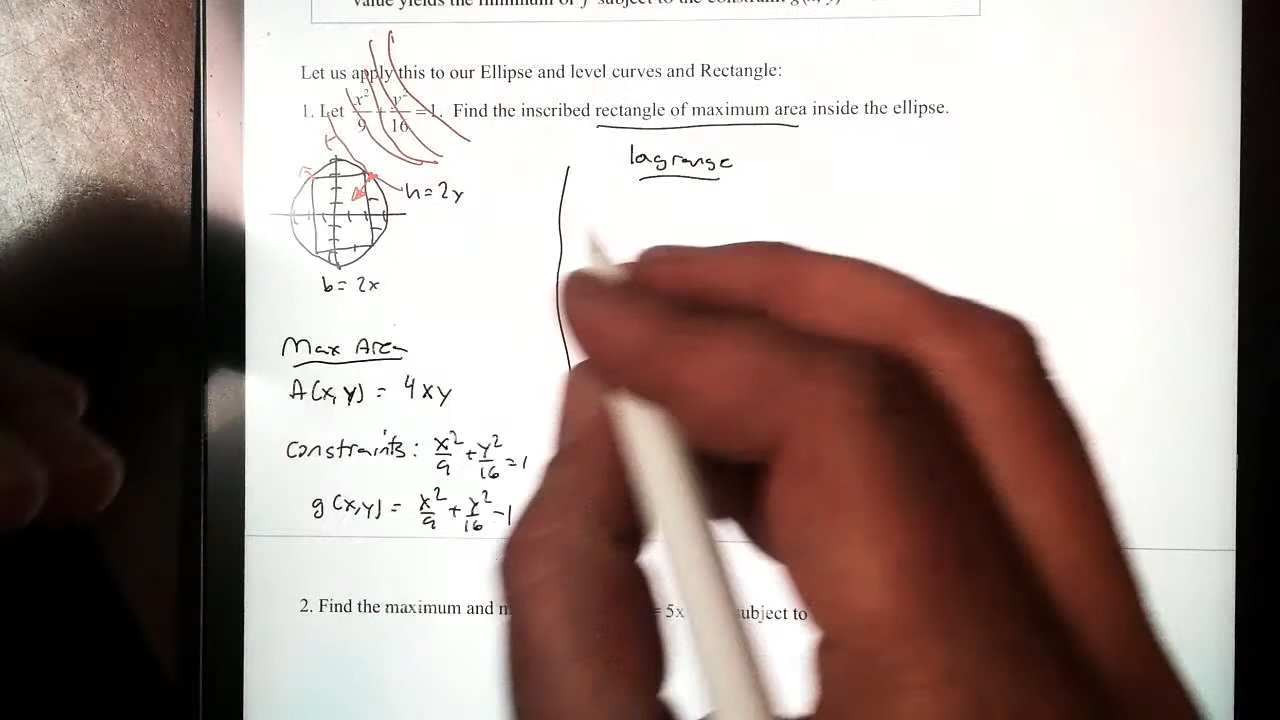 value yields the minimum of f subject to the constraint g(x, y)
Let us apply this to our Ellipse and level curves and Rectangle:
1. Let x²/9 + y²/16 = 1. Find the inscribed rectangle of maximum area inside the ellipse.
lagrange
h = 2y
b = 2x
Max Area
A(x,y) = 4xy
constraints: x²/9 + y²/16 = 1
g(x,y) = x²/9 + y²/16 - 1
2. Find the maximum and = 5x subject to